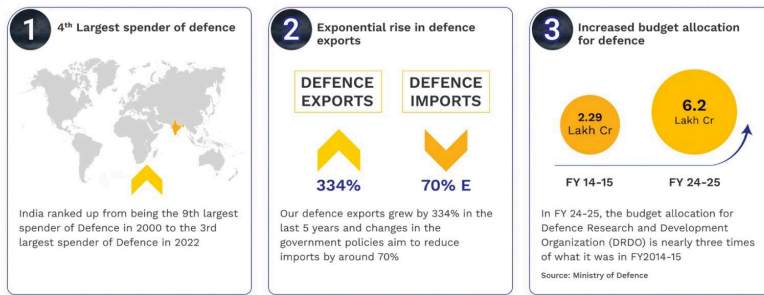 1
4th Largest spender of defence
India ranked up from being the 9th largest
spender of Defence in 2000 to the 3rd
largest spender of Defence in 2022
2
Exponential rise in defence
exports
DEFENCE
EXPORTS
DEFENCE
IMPORTS
334%
70% E
Our defence exports grew by 334% in the
last 5 years and changes in the
government policies aim to reduce
imports by around 70%
3
Increased budget allocation
for defence
2.29
Lakh Cr
6.2
Lakh Cr
FY 14-15
FY 24-25
In FY 24-25, the budget allocation for
Defence Research and Development
Organization (DRDO) is nearly three times
of what it was in FY2014-15
Source: Ministry of Defence